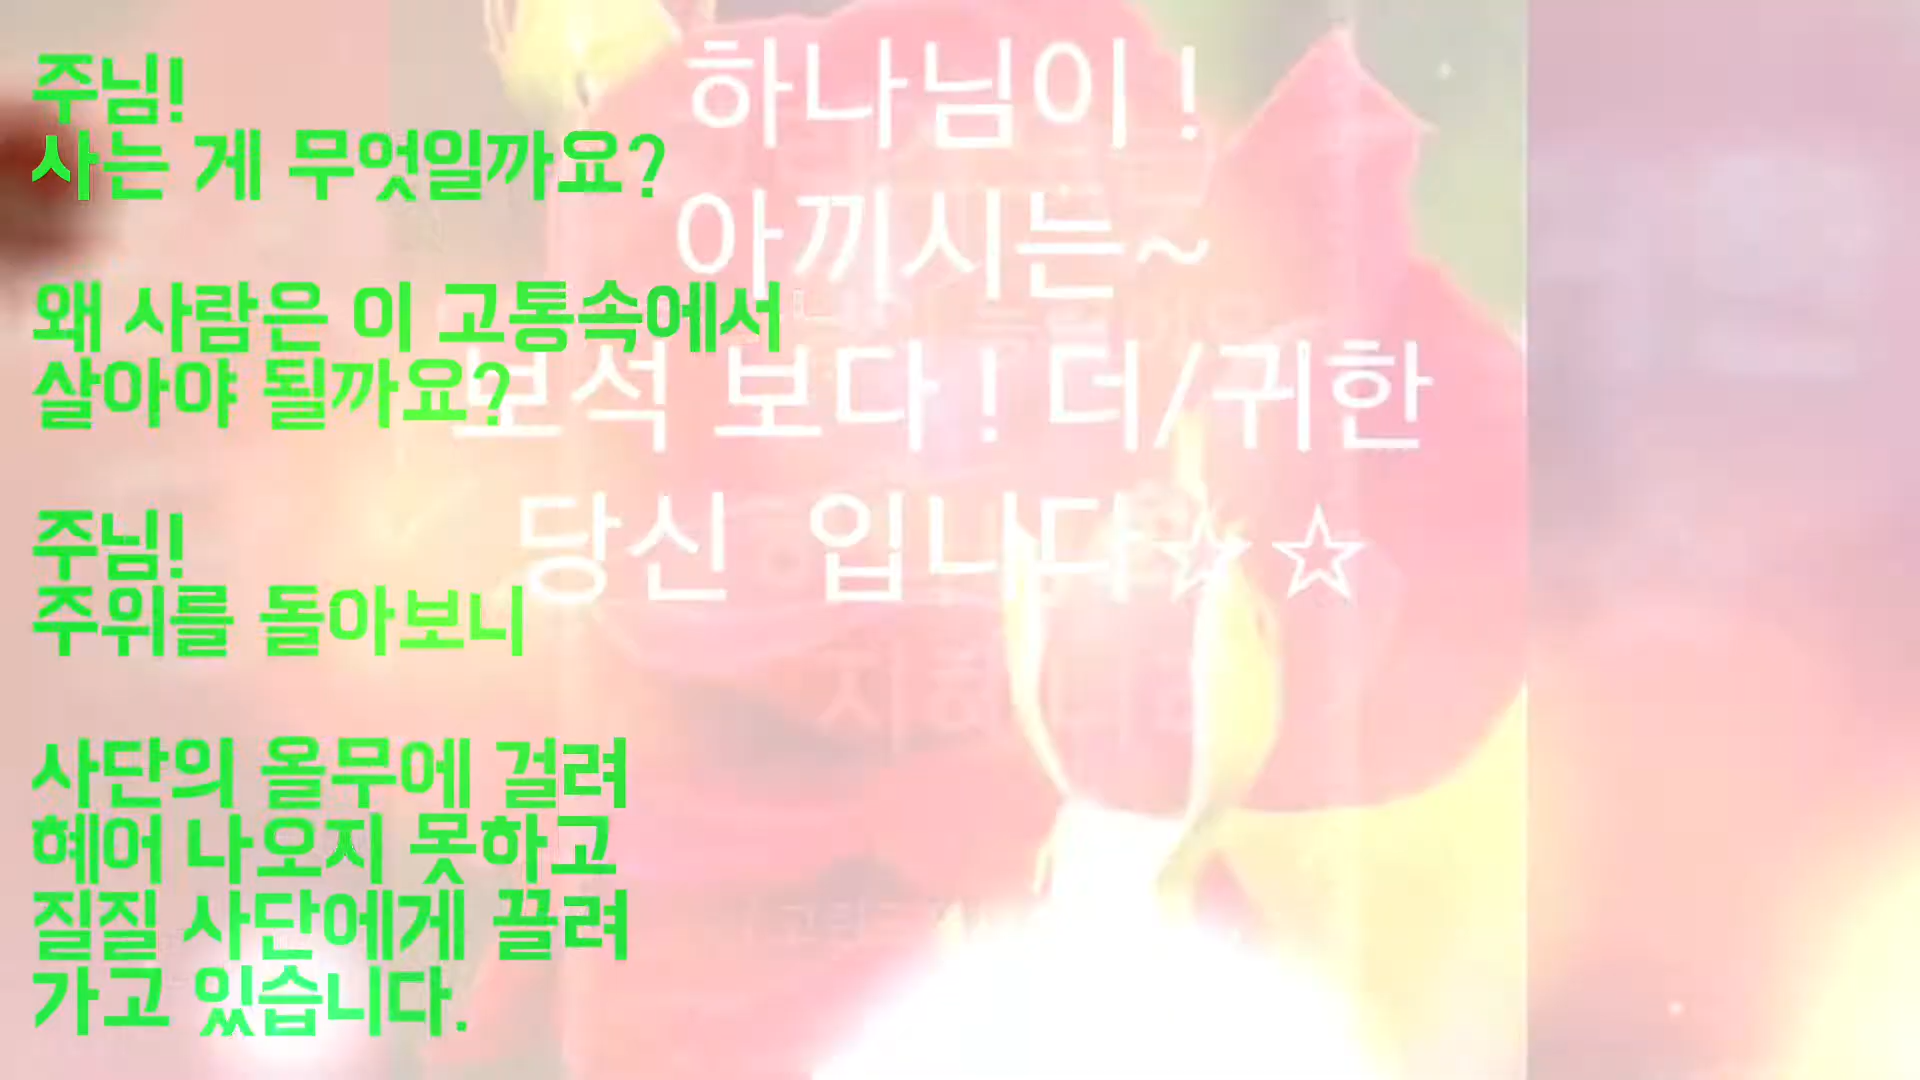 주님!
사는 게 무엇일까요?
왜 사람은 이 고통속에서
살아야 될까요?
주님!
주위를 돌아보니
사단의 올무에 걸려
헤어 나오지 못하고
질질 사단에게 끌려
가고 있습니다.
하나님이 !
아끼시는~
보석 보다 ! 더/귀한
당신 입니다☆☆